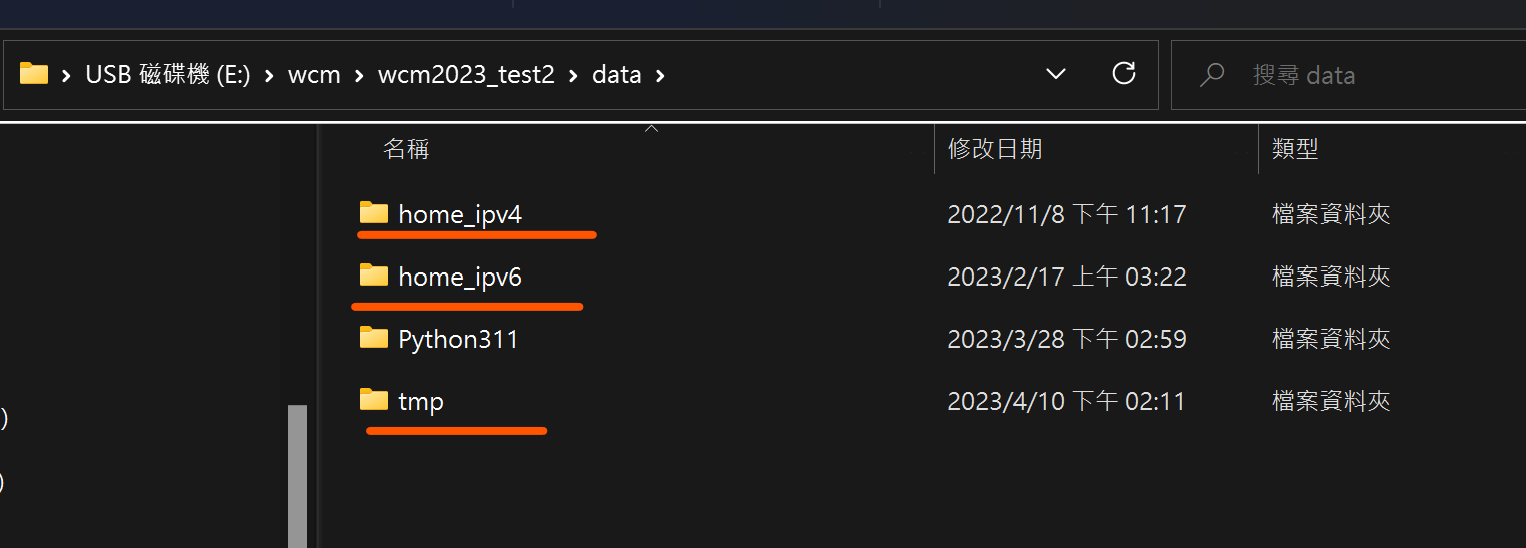 USB 磁碟機 (E:) › wcm › wcm2023_test2 › data › 搜尋 data
名稱 修改日期 類型
home_ipv4 2022/11/8 下午 11:17 檔案資料夾
home_ipv6 2023/2/17 上午 03:22 檔案資料夾
Python311 2023/3/28 下午 02:59 檔案資料夾
tmp 2023/4/10 下午 02:11 檔案資料夾
)
)